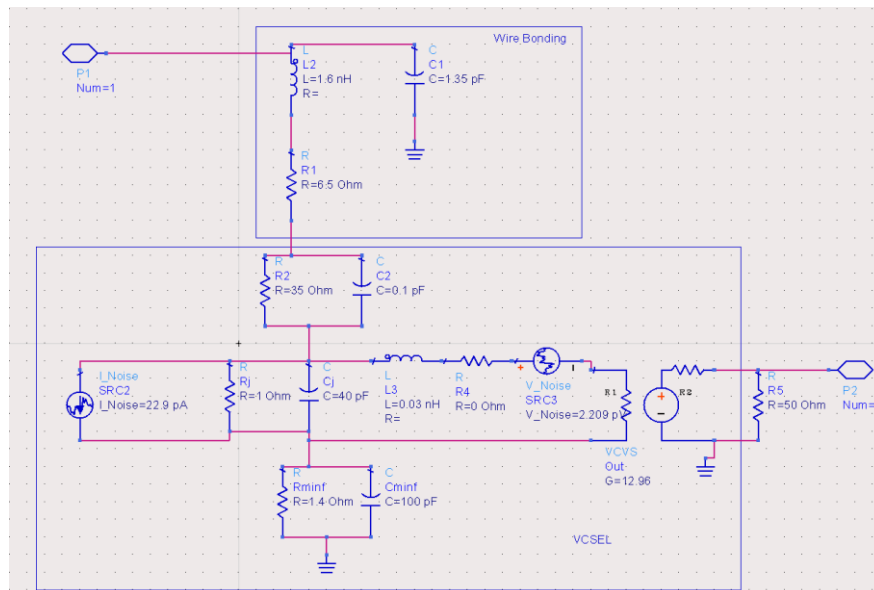 Wire Bonding
P1
Num=1
L
L2
L=1.6 nH
R=
C
C1
C=1.35 pF
R
R1
R=6.5 Ohm
R
R2
R=35 Ohm
C
C2
C=0.1 pF
I_Noise
SRC2
I_Noise=22.9 pA
R
Rj
R=1 Ohm
C
Cj
C=40 pF
L
L3
L=0.03 nH
R=
R
R4
R=0 Ohm
V_Noise
SRC3
V_Noise=2.209 pV
R1
R2
VCVS
Out
G=12.96
R
R5
R=50 Ohm
P2
Num=
R
Rminf
R=1.4 Ohm
C
Cminf
C=100 pF
VCSEL